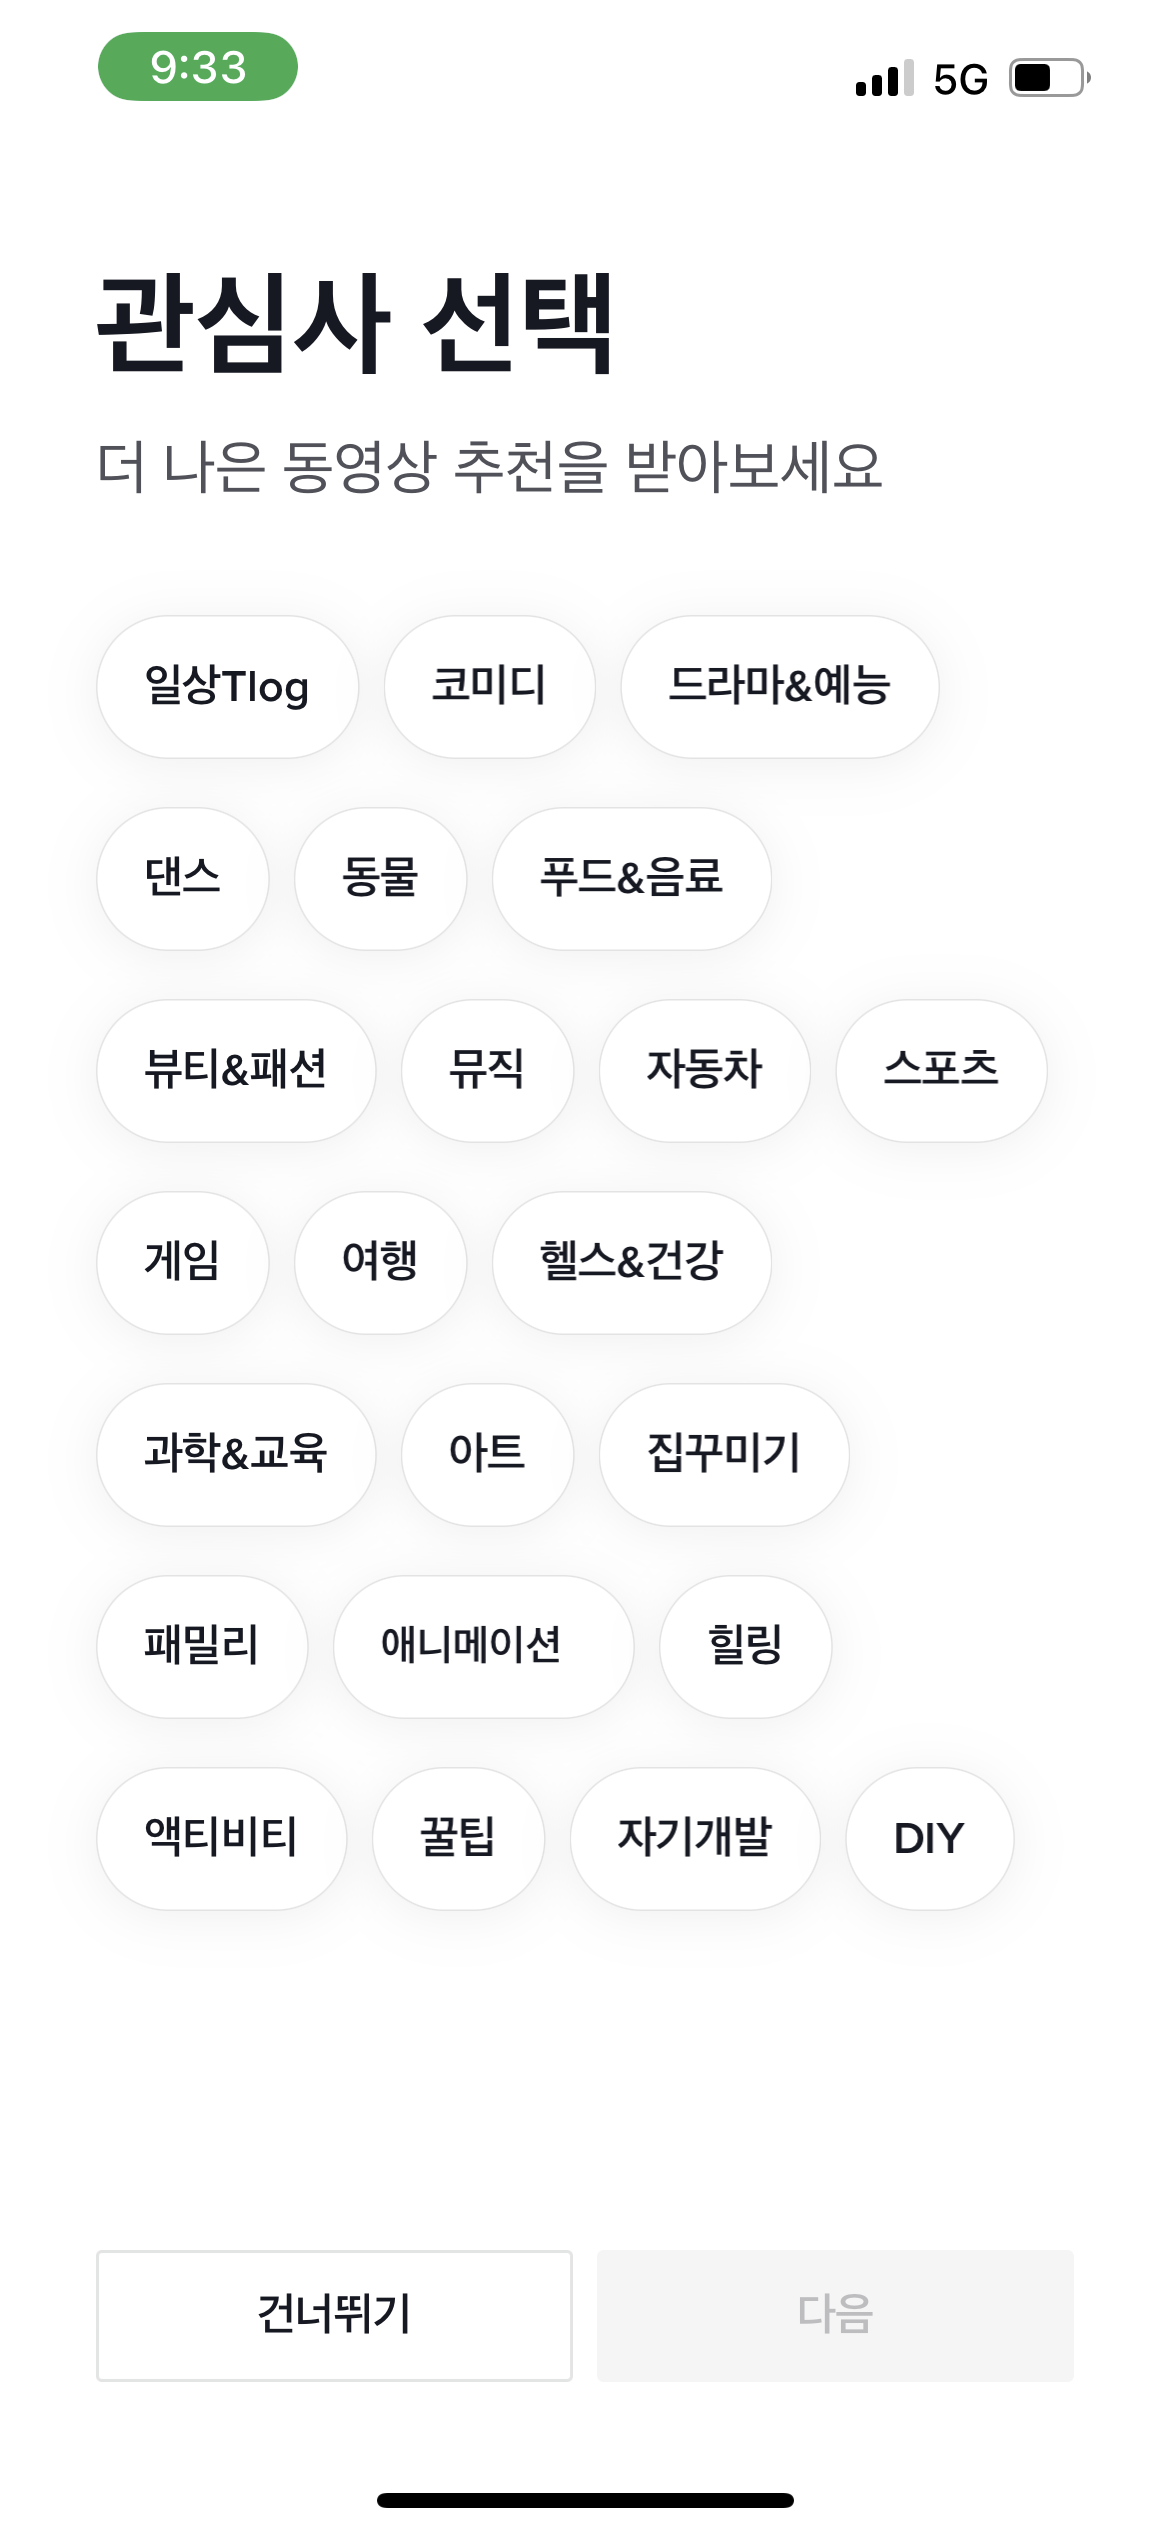 9:33 5G
관심사 선택
더 나은 동영상 추천을 받아보세요
일상Tlog 코미디 드라마&예능
댄스 동물 푸드&음료
뷰티&패션 뮤직 자동차 스포츠
게임 여행 헬스&건강
과학&교육 아트 집꾸미기
패밀리 애니메이션 힐링
액티비티 꿀팁 자기개발 DIY
건너뛰기 다음